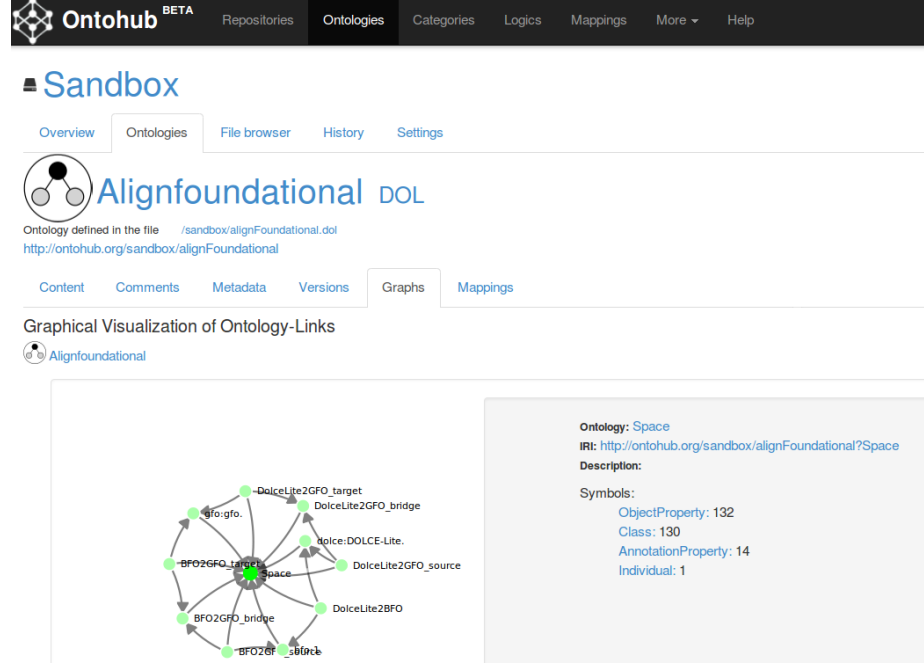 Ontohub BETA Repositories Ontologies Categories Logics Mappings More Help
Sandbox
Overview Ontologies File browser History Settings
Alignfoundational DOL
Ontology defined in the file /sandbox/alignFoundational.dol
http://ontohub.org/sandbox/alignFoundational
Content Comments Metadata Versions Graphs Mappings
Graphical Visualization of Ontology-Links
Alignfoundational
DolceLite2GFO_target
DolceLite2GFO_bridge
gfo:gfo.
dolce:DOLCE-Lite.
BFO2GFO_target
DolceLite2GFO_source
Space
DolceLite2BFO
BFO2GFO_bridge
BFO2GFO_source
Ontology: Space
IRI: http://ontohub.org/sandbox/alignFoundational?Space
Description:
Symbols:
ObjectProperty: 132
Class: 130
AnnotationProperty: 14
Individual: 1